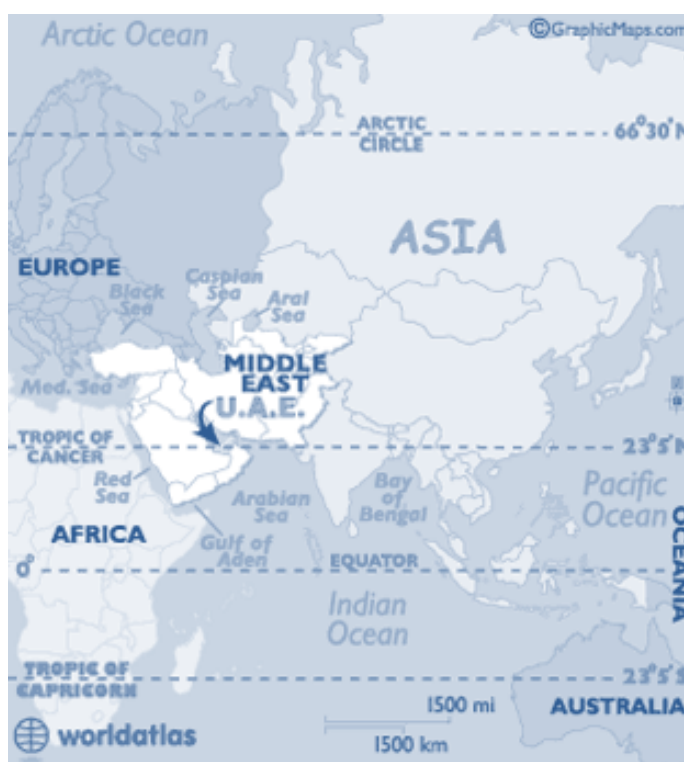 Arctic Ocean
©GraphicMaps.com
ARCTIC
CIRCLE
66°30'N
ASIA
EUROPE
Caspian
Sea
Black
Sea
Aral
Sea
MIDDLE
EAST
Med. Sea
U.A.E.
TROPIC OF
CANCER
23°5'N
Red
Sea
Arabian
Sea
Bay
of
Bengal
Pacific
Ocean
AFRICA
Gulf of
Aden
OCEANIA
0°
EQUATOR
Indian
Ocean
TROPIC OF
CAPRICORN
23°5'S
1500 mi
AUSTRALIA
worldatlas
1500 km